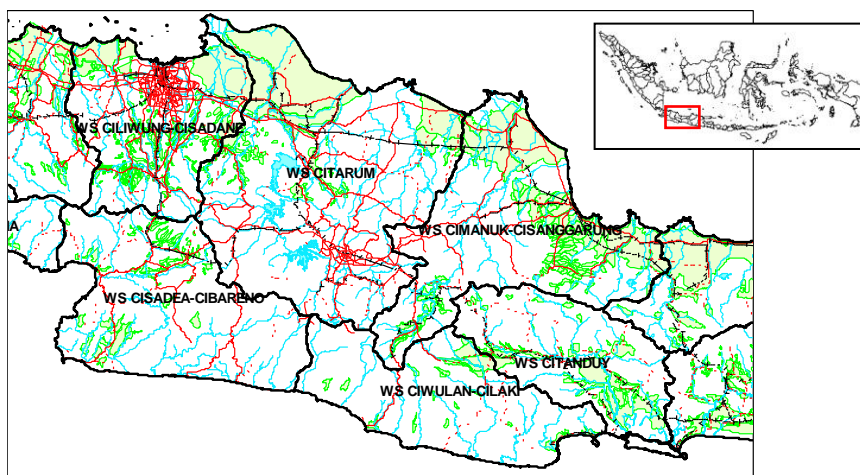 WS CILIWUNG-CISADANE
WS CITARUM
WS CIMANUK-CISANGGARUNG
WS CISADEA-CIBARENO
WS CITANDUY
WS CIWULAN-CILAKI